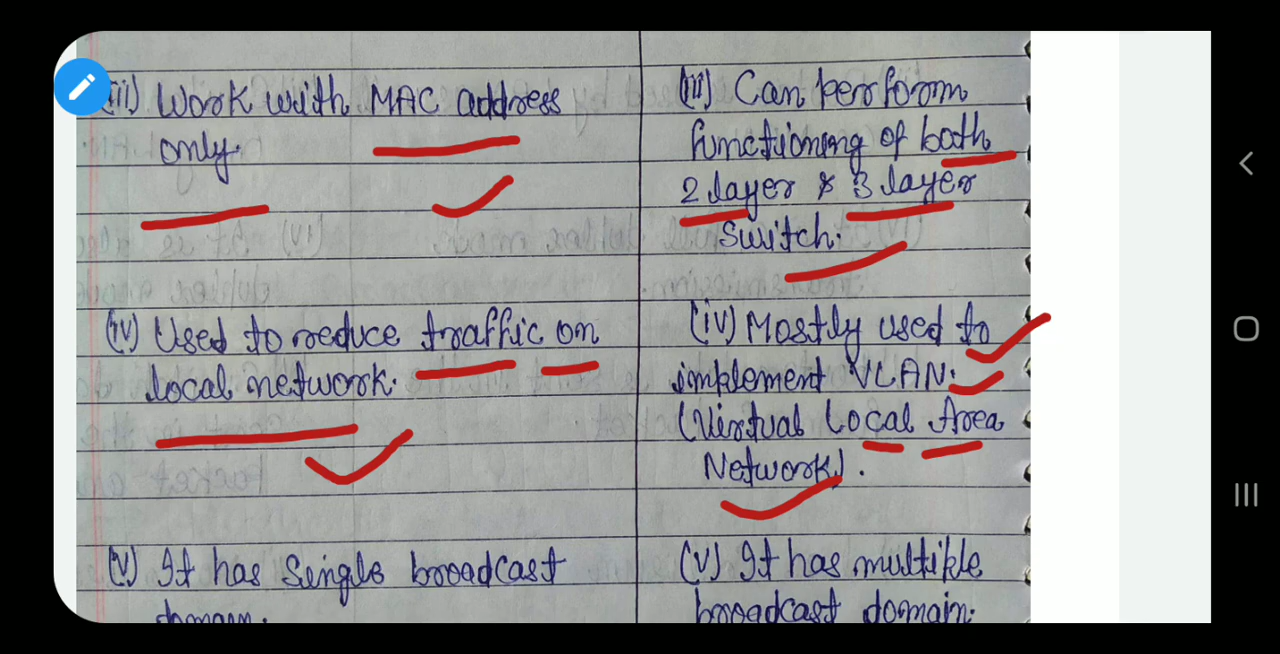 (iii) Work with MAC address
only.
(iv) Used to reduce traffic on
local network.
(v) It has Single broadcast
domain.
(iii) Can perform
functioning of both
2 layer & 3 layer
Switch.
(iv) Mostly used to
implement VLAN.
(Virtual Local Area
Network).
(v) It has multiple
broadcast domain.